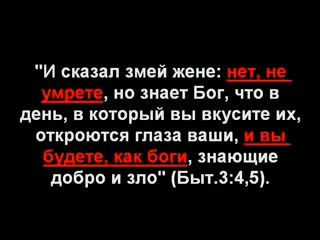 "И сказал змей жене: нет, не
умрете, но знает Бог, что в
день, в который вы вкусите их,
откроются глаза ваши, и вы
будете, как боги, знающие
добро и зло" (Быт.3:4,5).